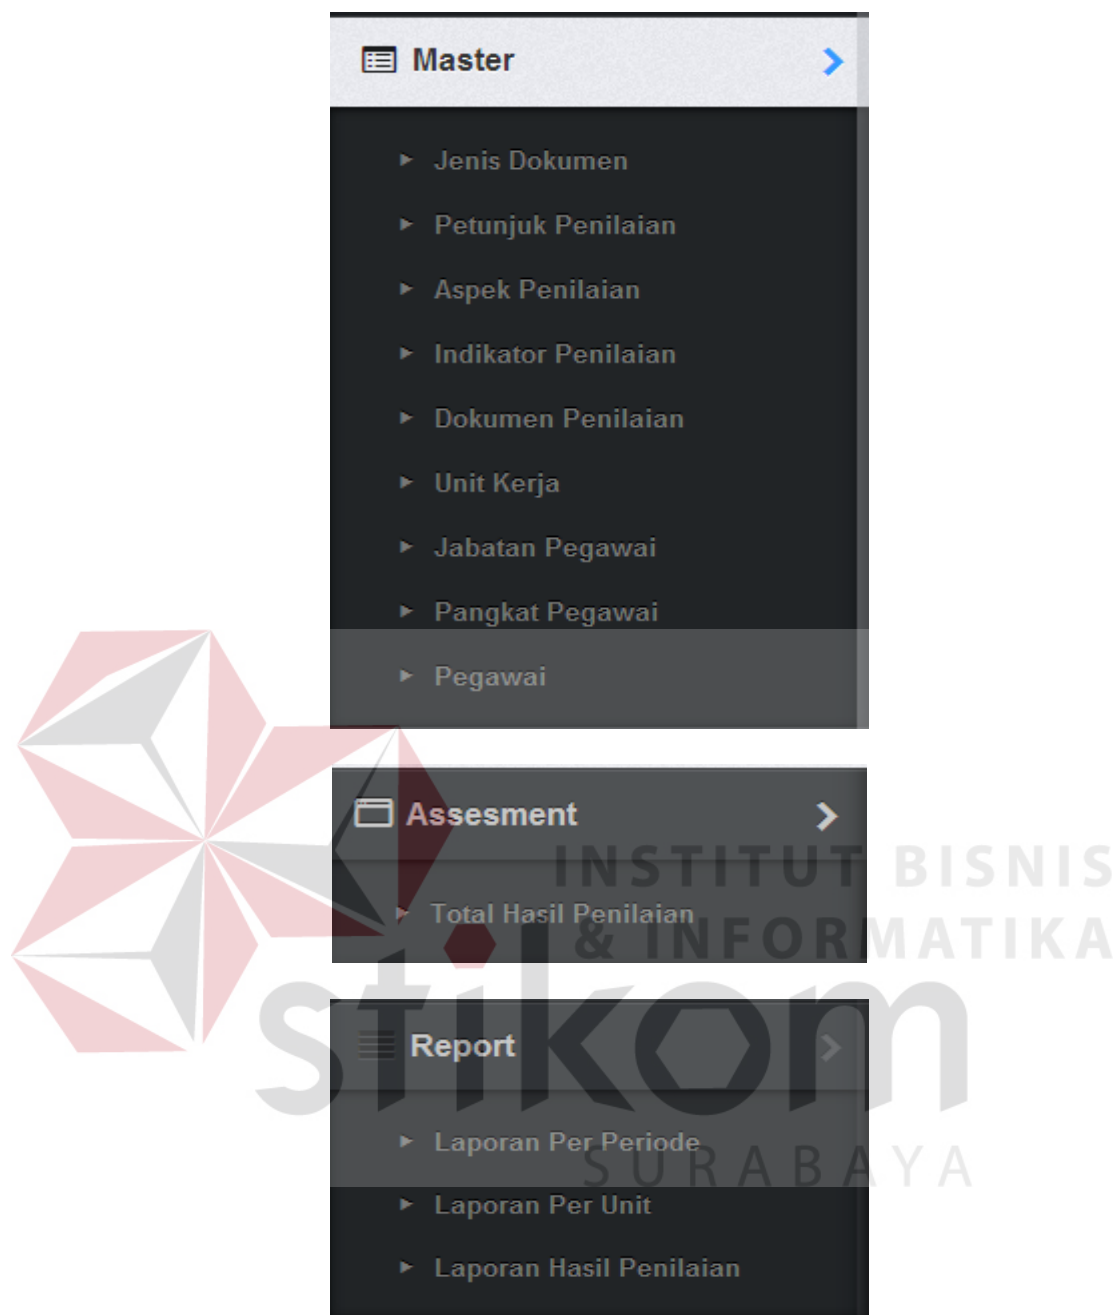 Master
Jenis Dokumen
Petunjuk Penilaian
Aspek Penilaian
Indikator Penilaian
Dokumen Penilaian
Unit Kerja
Jabatan Pegawai
Pangkat Pegawai
Pegawai
Assesment
INSTITUT BISNIS
Total Hasil Penilaian
& INFORMATIKA
stikom
Report
Laporan Per Periode
SURABAYA
Laporan Per Unit
Laporan Hasil Penilaian